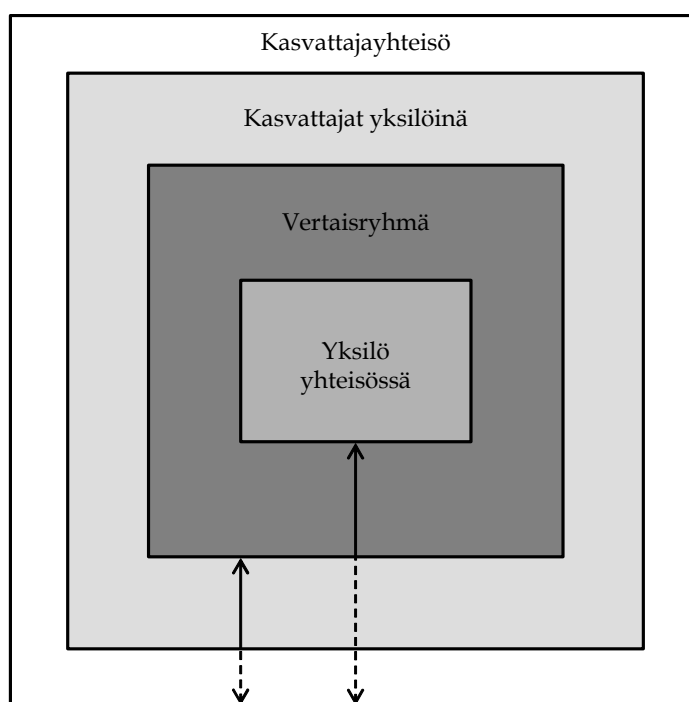 Kasvattajayhteisö
Kasvattajat yksilöinä
Vertaisryhmä
Yksilö
yhteisössä